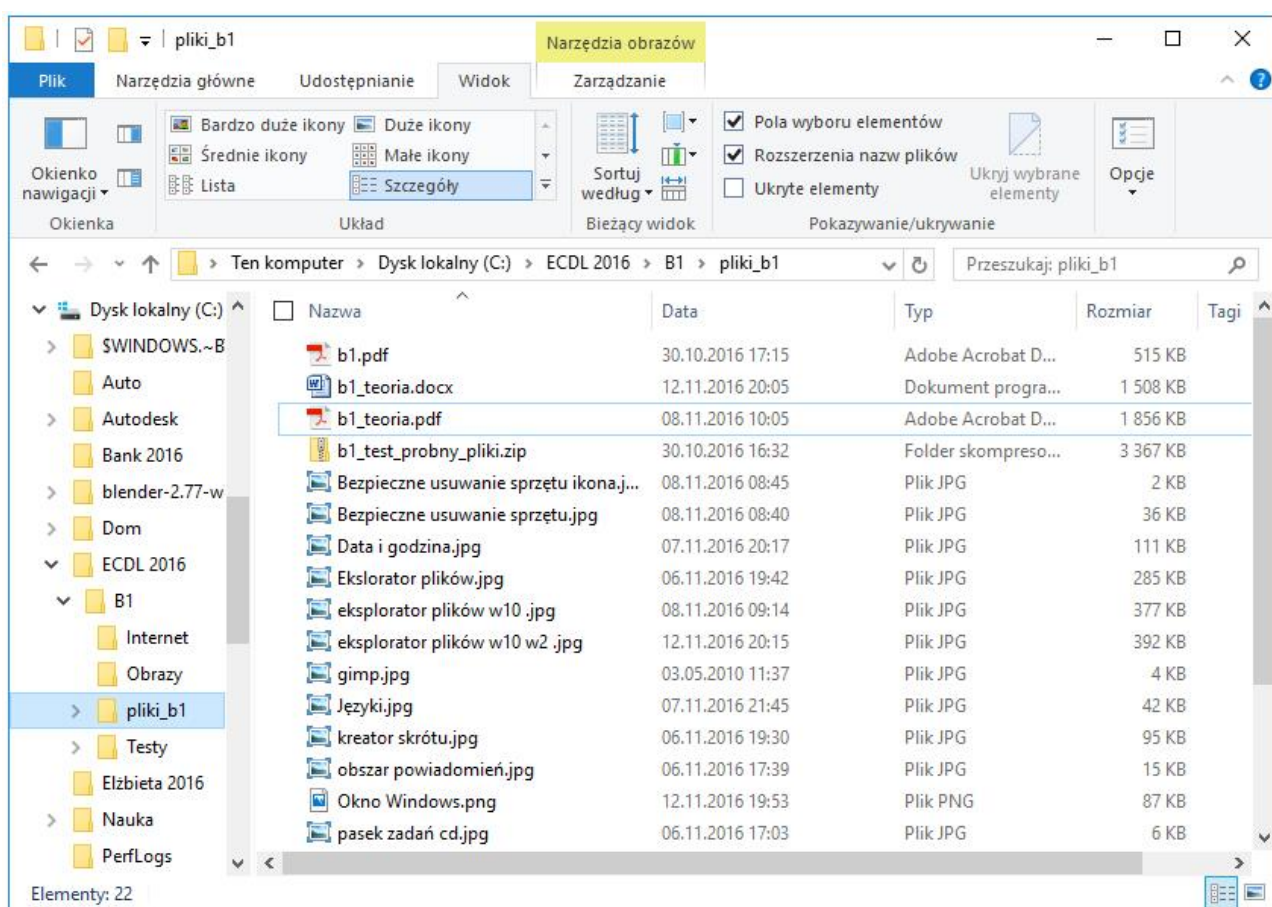 pliki_b1
Narzędzia obrazów
Plik Narzędzia główne Udostępnianie Widok Zarządzanie
Okienko nawigacji
Bardzo duże ikony Duże ikony
Średnie ikony Małe ikony
Lista Szczegóły
Sortuj według
Pola wyboru elementów
Rozszerzenia nazw plików
Ukryte elementy
Ukryj wybrane elementy
Opcje
Okienka Układ Bieżący widok Pokazywanie/ukrywanie
Ten komputer > Dysk lokalny (C:) > ECDL 2016 > B1 > pliki_b1
Przeszukaj: pliki_b1
Dysk lokalny (C:)
$WINDOWS.~B
Auto
Autodesk
Bank 2016
blender-2.77-w
Dom
ECDL 2016
B1
Internet
Obrazy
pliki_b1
Testy
Elżbieta 2016
Nauka
PerfLogs
Nazwa Data Typ Rozmiar Tagi
b1.pdf 30.10.2016 17:15 Adobe Acrobat D... 515 KB
b1_teoria.docx 12.11.2016 20:05 Dokument progra... 1 508 KB
b1_teoria.pdf 08.11.2016 10:05 Adobe Acrobat D... 1 856 KB
b1_test_probny_pliki.zip 30.10.2016 16:32 Folder skompreso... 3 367 KB
Bezpieczne usuwanie sprzętu ikona.j... 08.11.2016 08:45 Plik JPG 2 KB
Bezpieczne usuwanie sprzętu.jpg 08.11.2016 08:40 Plik JPG 36 KB
Data i godzina.jpg 07.11.2016 20:17 Plik JPG 111 KB
Ekslorator plików.jpg 06.11.2016 19:42 Plik JPG 285 KB
eksplorator plików w10 .jpg 08.11.2016 09:14 Plik JPG 377 KB
eksplorator plików w10 w2 .jpg 12.11.2016 20:15 Plik JPG 392 KB
gimp.jpg 03.05.2010 11:37 Plik JPG 4 KB
Języki.jpg 07.11.2016 21:45 Plik JPG 42 KB
kreator skrótu.jpg 06.11.2016 19:30 Plik JPG 95 KB
obszar powiadomień.jpg 06.11.2016 17:39 Plik JPG 15 KB
Okno Windows.png 12.11.2016 19:53 Plik PNG 87 KB
pasek zadań cd.jpg 06.11.2016 17:03 Plik JPG 6 KB
Elementy: 22